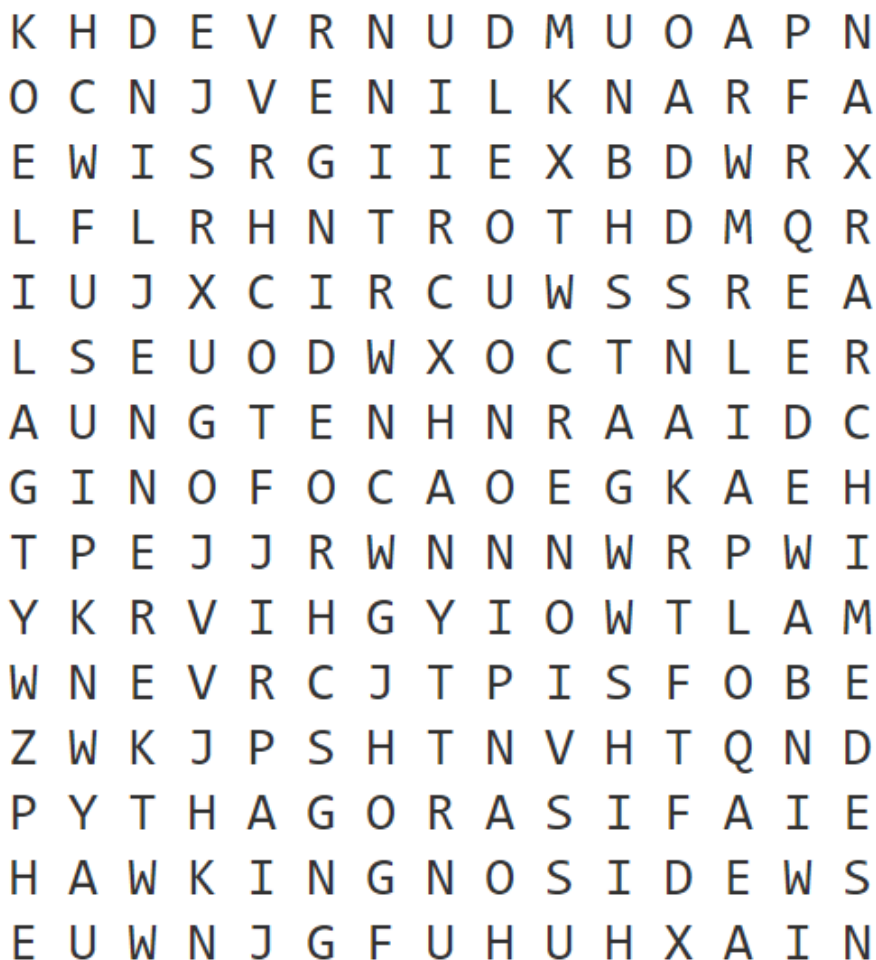 K H D E V R N U D M U O A P N
O C N J V E N I L K N A R F A
E W I S R G I I E X B D W R X
L F L R H N T R O T H D M Q R
I U J X C I R C U W S S R E A
L S E U O D W X O C T N L E R
A U N G T E N H N R A A I D C
G I N O F O C A O E G K A E H
T P E J J R W N N N W R P W I
Y K R V I H G Y I O W T L A M
W N E V R C J T P I S F O B E
Z W K J P S H T N V H T Q N D
P Y T H A G O R A S I F A I E
H A W K I N G N O S I D E W S
E U W N J G F U H U H X A I N